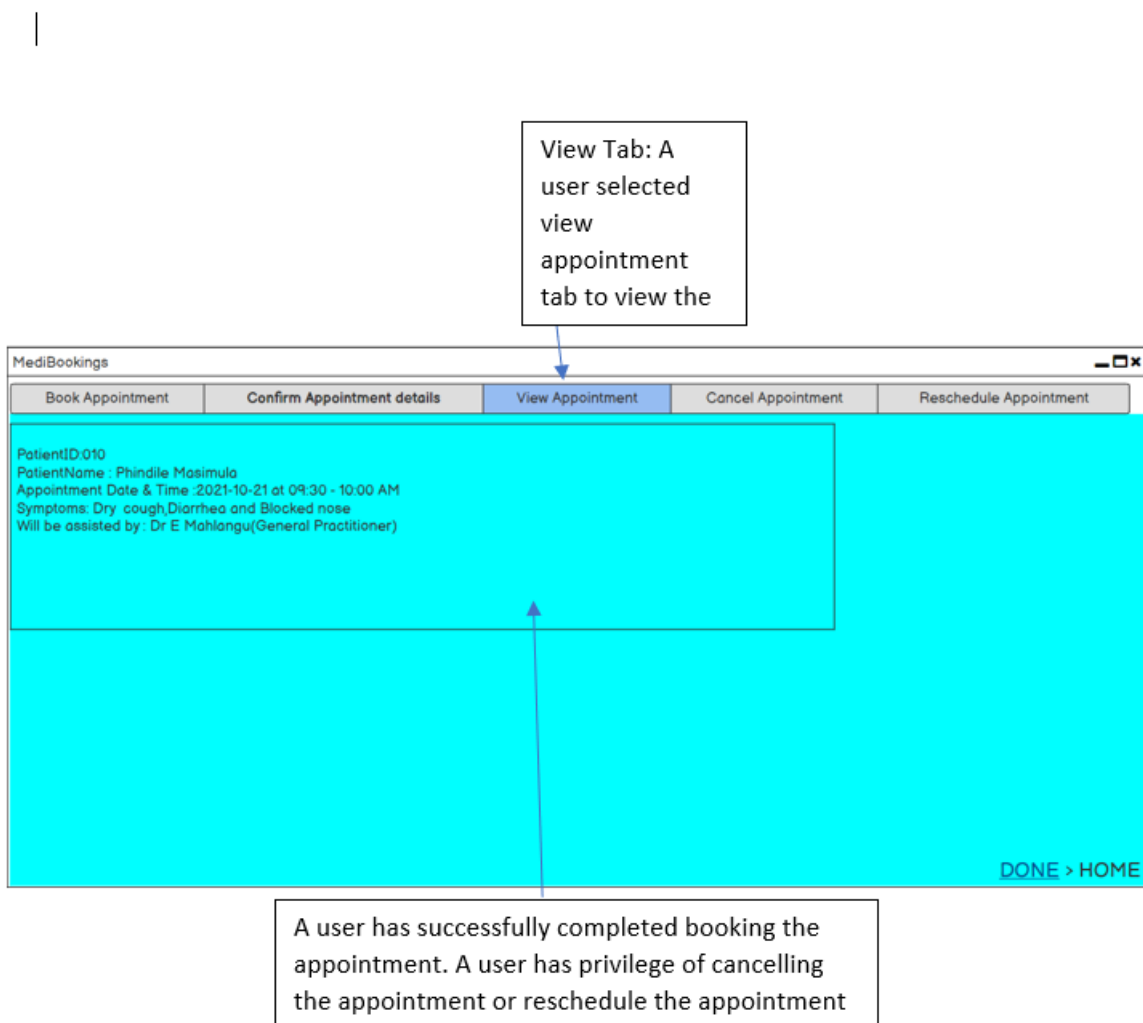 View Tab: A
user selected
view
appointment
tab to view the
MediBookings
Book Appointment Confirm Appointment details View Appointment Cancel Appointment Reschedule Appointment
PatientID:010
PatientName : Phindile Masimula
Appointment Date & Time :2021-10-21 at 09:30 - 10:00 AM
Symptoms: Dry cough,Diarrhea and Blocked nose
Will be assisted by : Dr E Mahlangu(General Practitioner)
DONE > HOME
A user has successfully completed booking the
appointment. A user has privilege of cancelling
the appointment or reschedule the appointment